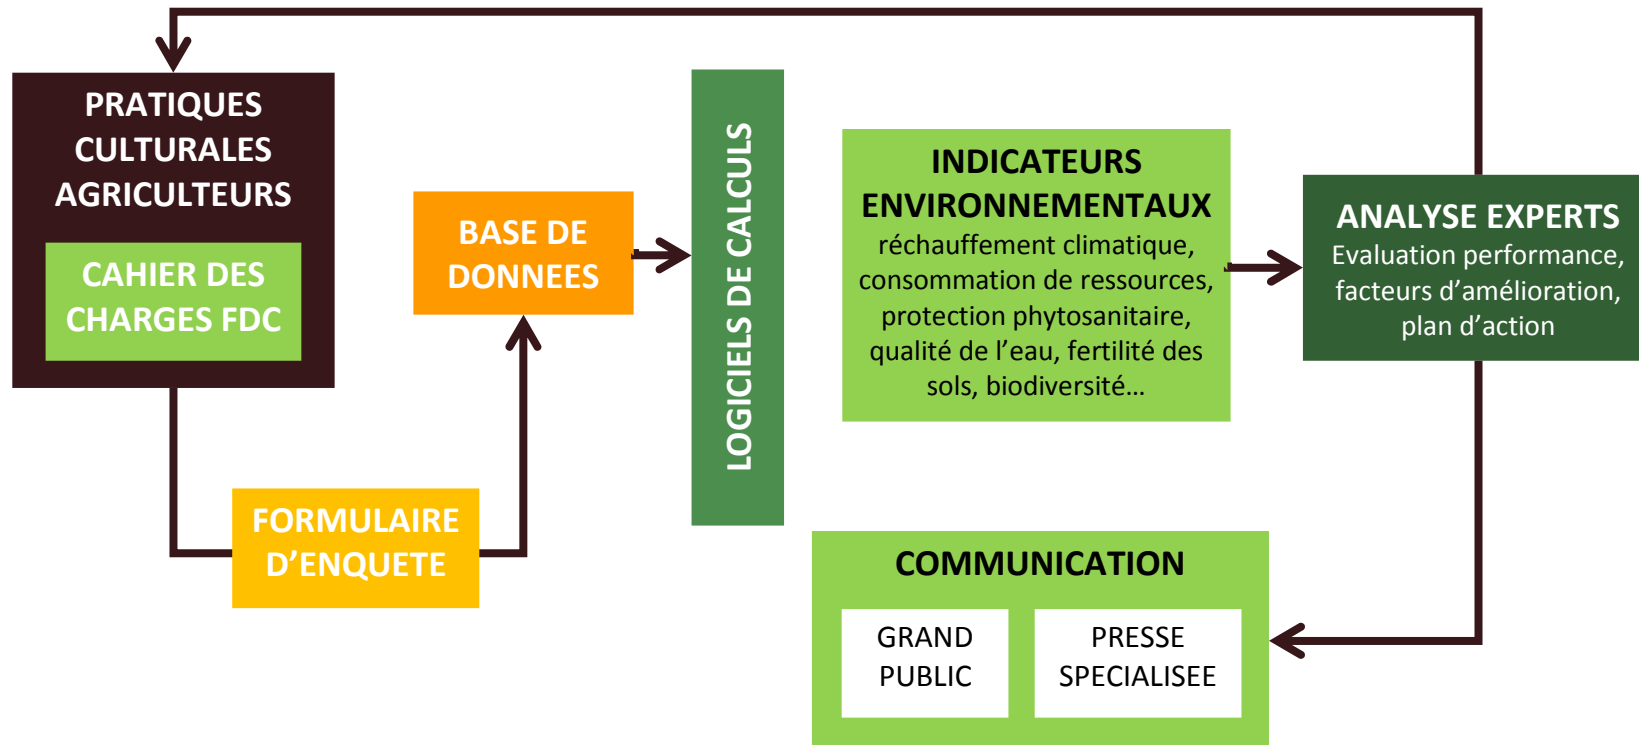 PRATIQUES
CULTURALES
AGRICULTEURS
CAHIER DES
CHARGES FDC
FORMULAIRE
D’ENQUETE
BASE DE
DONNEES
LOGICIELS DE CALCULS
INDICATEURS
ENVIRONNEMENTAUX
réchauffement climatique,
consommation de ressources,
protection phytosanitaire,
qualité de l’eau, fertilité des
sols, biodiversité…
ANALYSE EXPERTS
Evaluation performance,
facteurs d’amélioration,
plan d’action
COMMUNICATION
GRAND
PUBLIC
PRESSE
SPECIALISEE